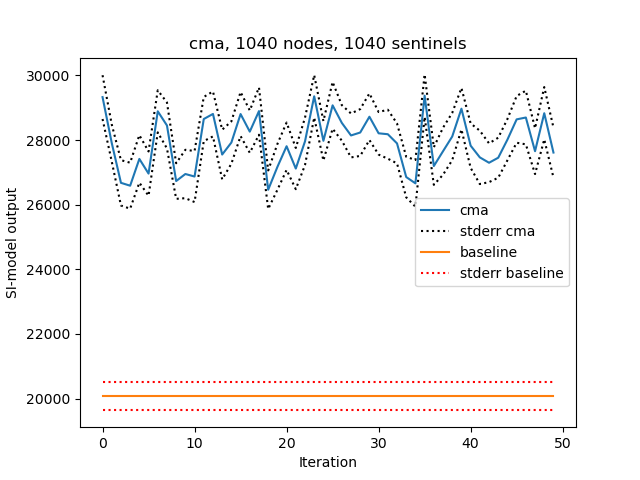 cma, 1040 nodes, 1040 sentinels
30000
28000
26000
24000
22000
20000
SI-model output
cma
stderr cma
baseline
stderr baseline
0 10 20 30 40 50
Iteration